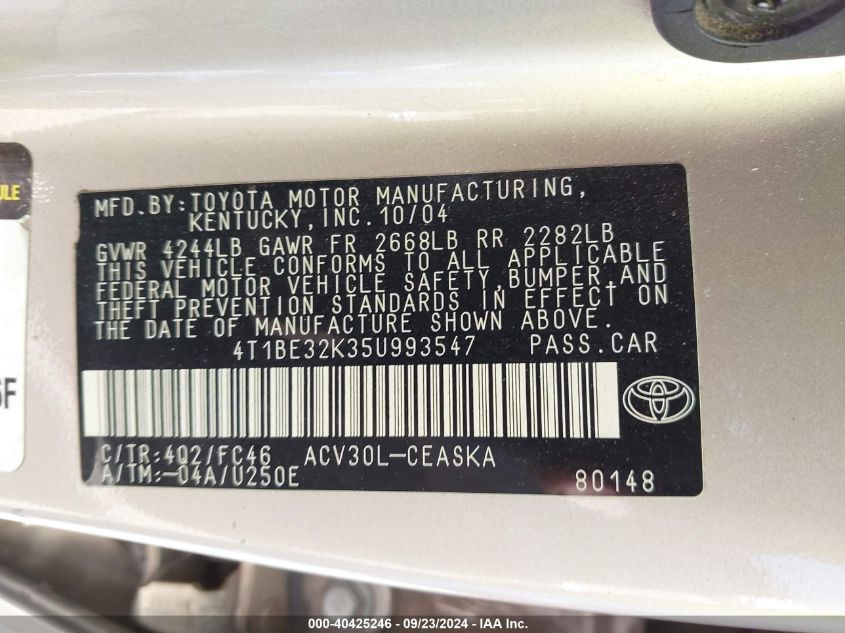 ULE
5F
MFD.BY:TOYOTA MOTOR MANUFACTURING,
KENTUCKY,INC.10/04
GVWR 4244LB GAWR FR 2668LB RR 2282LB
THIS VEHICLE CONFORMS TO ALL APPLICABLE
FEDERAL MOTOR VEHICLE SAFETY,BUMPER,AND
THEFT PREVENTION STANDARDS IN EFFECT ON
THE DATE OF MANUFACTURE SHOWN ABOVE.
4T1BE32K35U993547 PASS.CAR
C/TR:4Q2/FC46 ACV30L-CEASKA
A/TM:-04A/U250E 80148
000-40425246 - 09/23/2024 - IAA Inc.